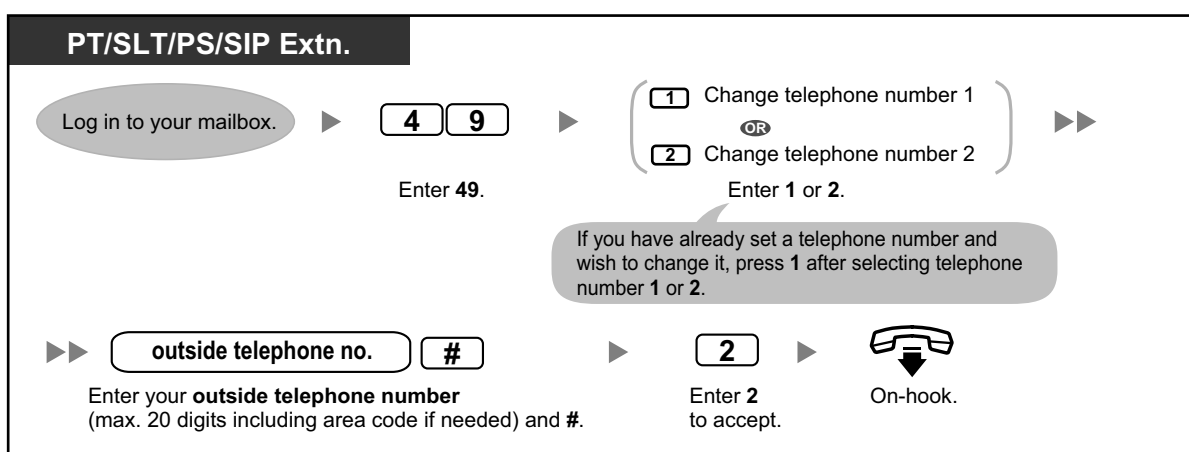 PT/SLT/PS/SIP Extn.
Log in to your mailbox.
4 9
Enter 49.
1 Change telephone number 1
OR
2 Change telephone number 2
Enter 1 or 2.
If you have already set a telephone number and
wish to change it, press 1 after selecting telephone
number 1 or 2.
outside telephone no. #
Enter your outside telephone number
(max. 20 digits including area code if needed) and #.
2
Enter 2
to accept.
On-hook.